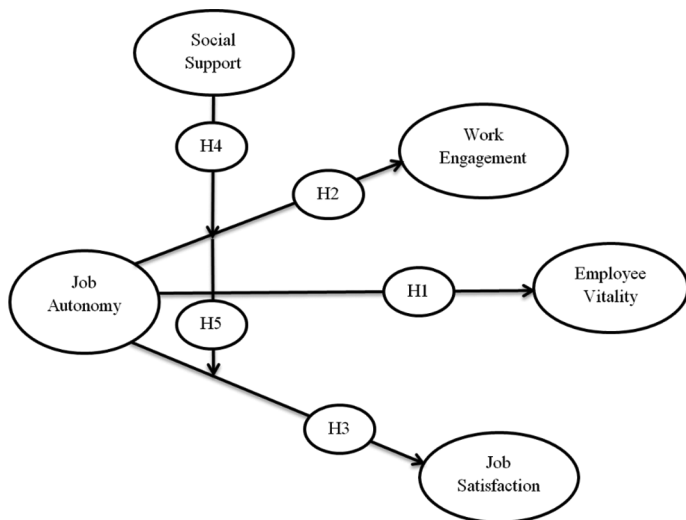 Social
Support
H4
Work
Engagement
H2
Job
Autonomy
Employee
Vitality
H1
H5
H3
Job
Satisfaction